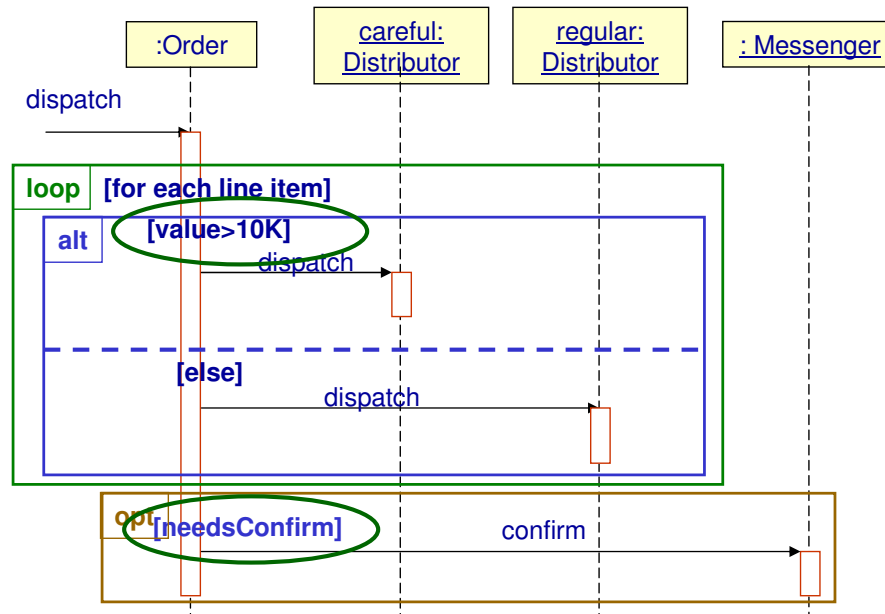 :Order
careful:
Distributor
regular:
Distributor
: Messenger
dispatch
loop [for each line item]
alt [value>10K]
dispatch
[else]
dispatch
opt [needsConfirm]
confirm